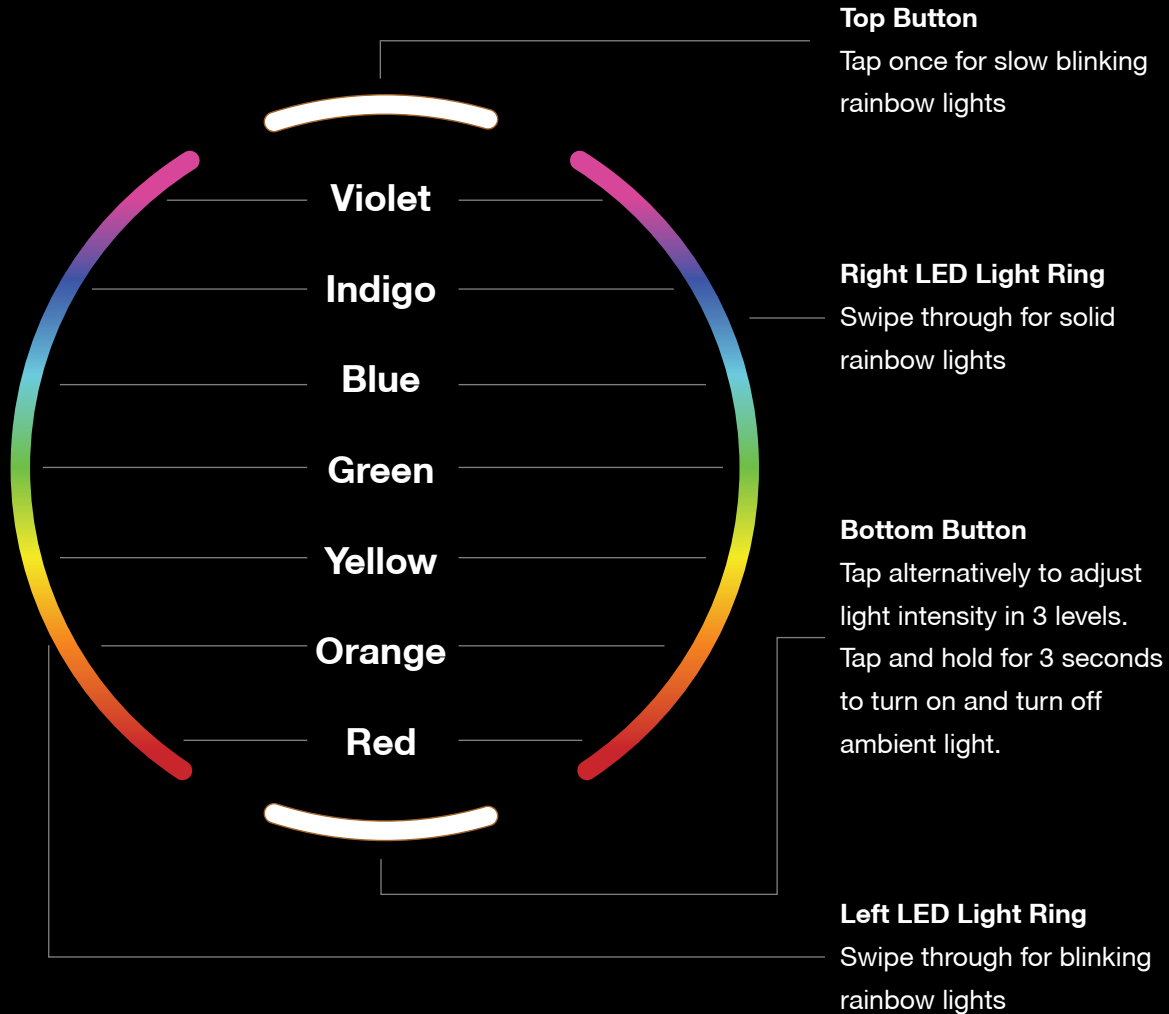 Top Button
Tap once for slow blinking
rainbow lights
Violet
Indigo
Blue
Green
Yellow
Orange
Red
Right LED Light Ring
Swipe through for solid
rainbow lights
Bottom Button
Tap alternatively to adjust
light intensity in 3 levels.
Tap and hold for 3 seconds
to turn on and turn off
ambient light.
Left LED Light Ring
Swipe through for blinking
rainbow lights